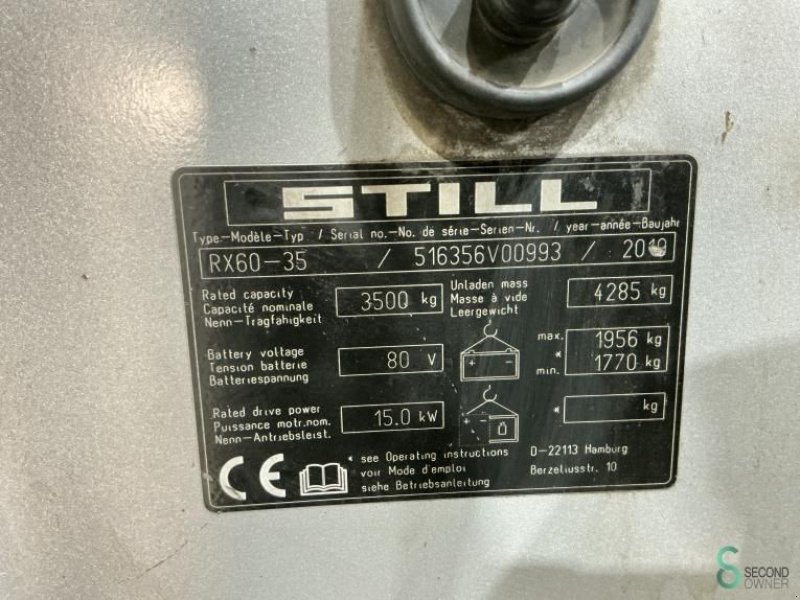 STILL
Type-Modèle-Typ / Serial no.-No. de série-Serien-Nr. / year-année-Baujahr
RX60-35 / 516356V00993 /
Rated capacity
Capacité nominale
Nenn-Tragfähigkeit
3500 kg
Unladen mass
Masse à vide
Leergewicht
4285 kg
Battery voltage
Tension batterie
Batteriespannung
80 V
max. 1956 kg
*
min. 1770 kg
Rated drive power
Puissance motr.nom.
Nenn-Antriebsleist.
15.0 kW
* kg
CE
* see Operating instructions
voir Mode d'emploi
siehe Betriebsanleitung
D-22113 Hamburg
Berzeliusstr. 10
SECOND
OWNER